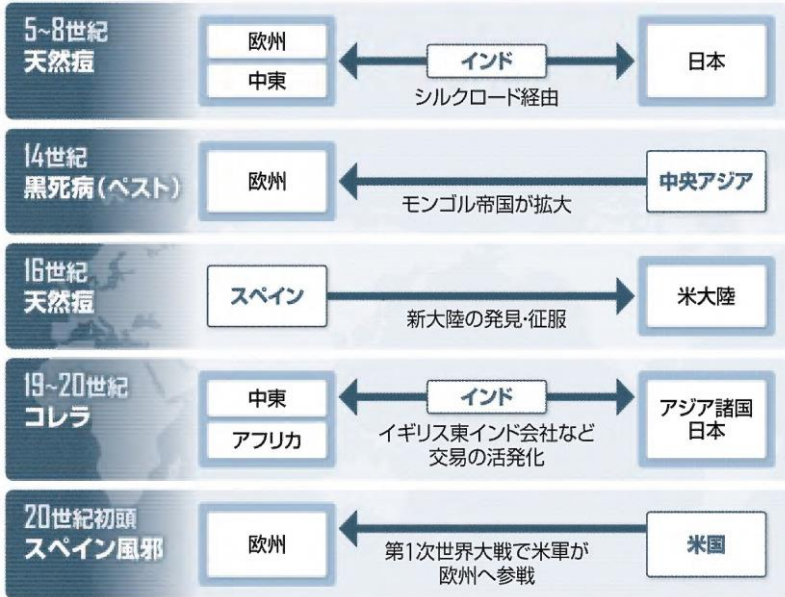 5~8世紀
天然痘
欧州
中東
インド
シルクロード経由
日本
14世紀
黒死病(ペスト)
欧州
モンゴル帝国が拡大
中央アジア
16世紀
天然痘
スペイン
新大陸の発見・征服
米大陸
19~20世紀
コレラ
中東
アフリカ
インド
イギリス東インド会社など
交易の活発化
アジア諸国
日本
20世紀初頭
スペイン風邪
欧州
第1次世界大戦で米軍が
欧州へ参戦
米国